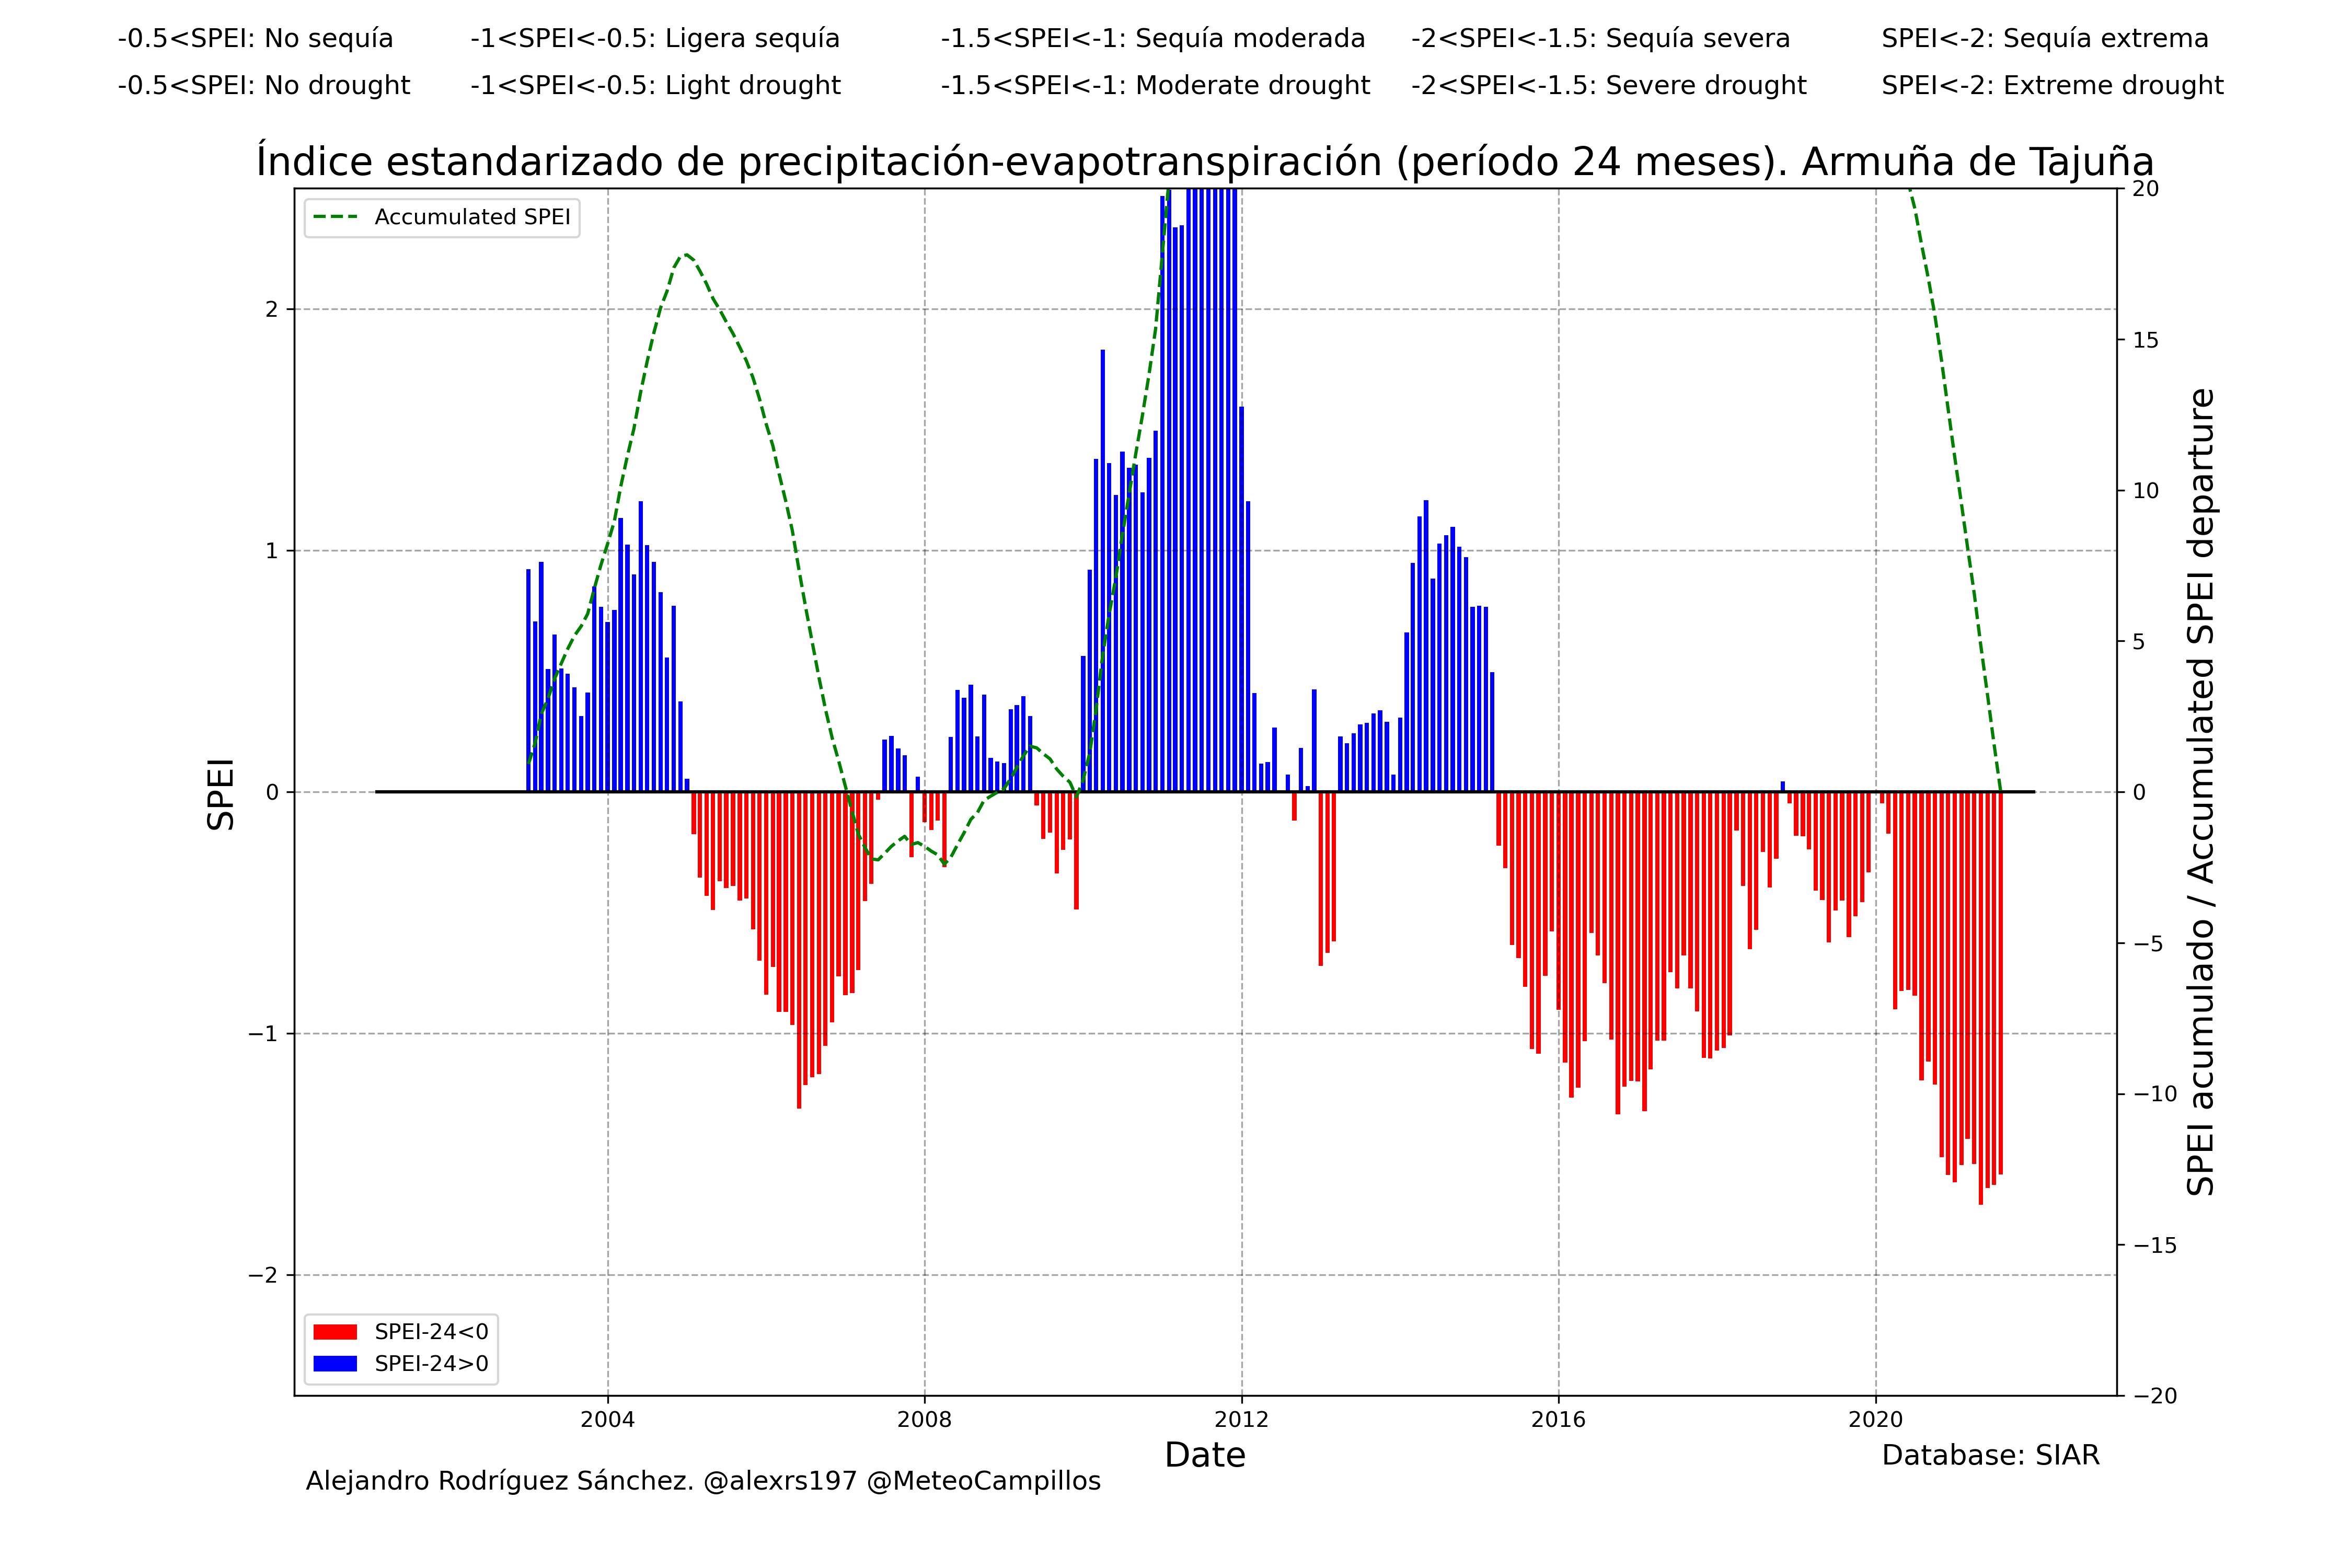 -0.5<SPEI: No sequía -1<SPEI<-0.5: Ligera sequía -1.5<SPEI<-1: Sequía moderada -2<SPEI<-1.5: Sequía severa SPEI<-2: Sequía extrema
-0.5<SPEI: No drought -1<SPEI<-0.5: Light drought -1.5<SPEI<-1: Moderate drought -2<SPEI<-1.5: Severe drought SPEI<-2: Extreme drought
Índice estandarizado de precipitación-evapotranspiración (período 24 meses). Armuña de Tajuña
Accumulated SPEI
SPEI
2
1
0
−1
−2
20
15
10
5
0
−5
−10
−15
−20
SPEI acumulado / Accumulated SPEI departure
SPEI-24<0
SPEI-24>0
2004 2008 2012 2016 2020
Date
Database: SIAR
Alejandro Rodríguez Sánchez. @alexrs197 @MeteoCampillos